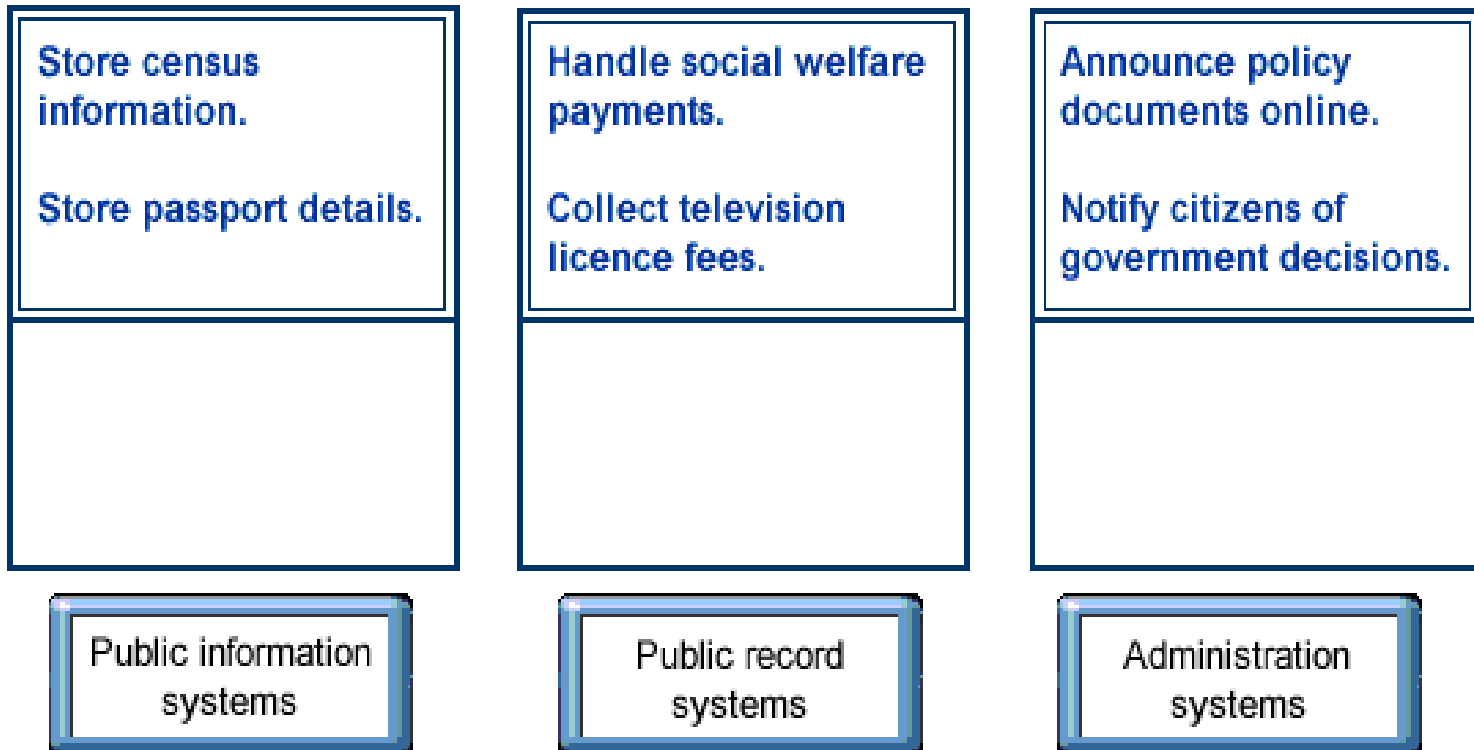 Store census
information.
Store passport details.
Handle social welfare
payments.
Collect television
licence fees.
Announce policy
documents online.
Notify citizens of
government decisions.
Public information
systems
Public record
systems
Administration
systems